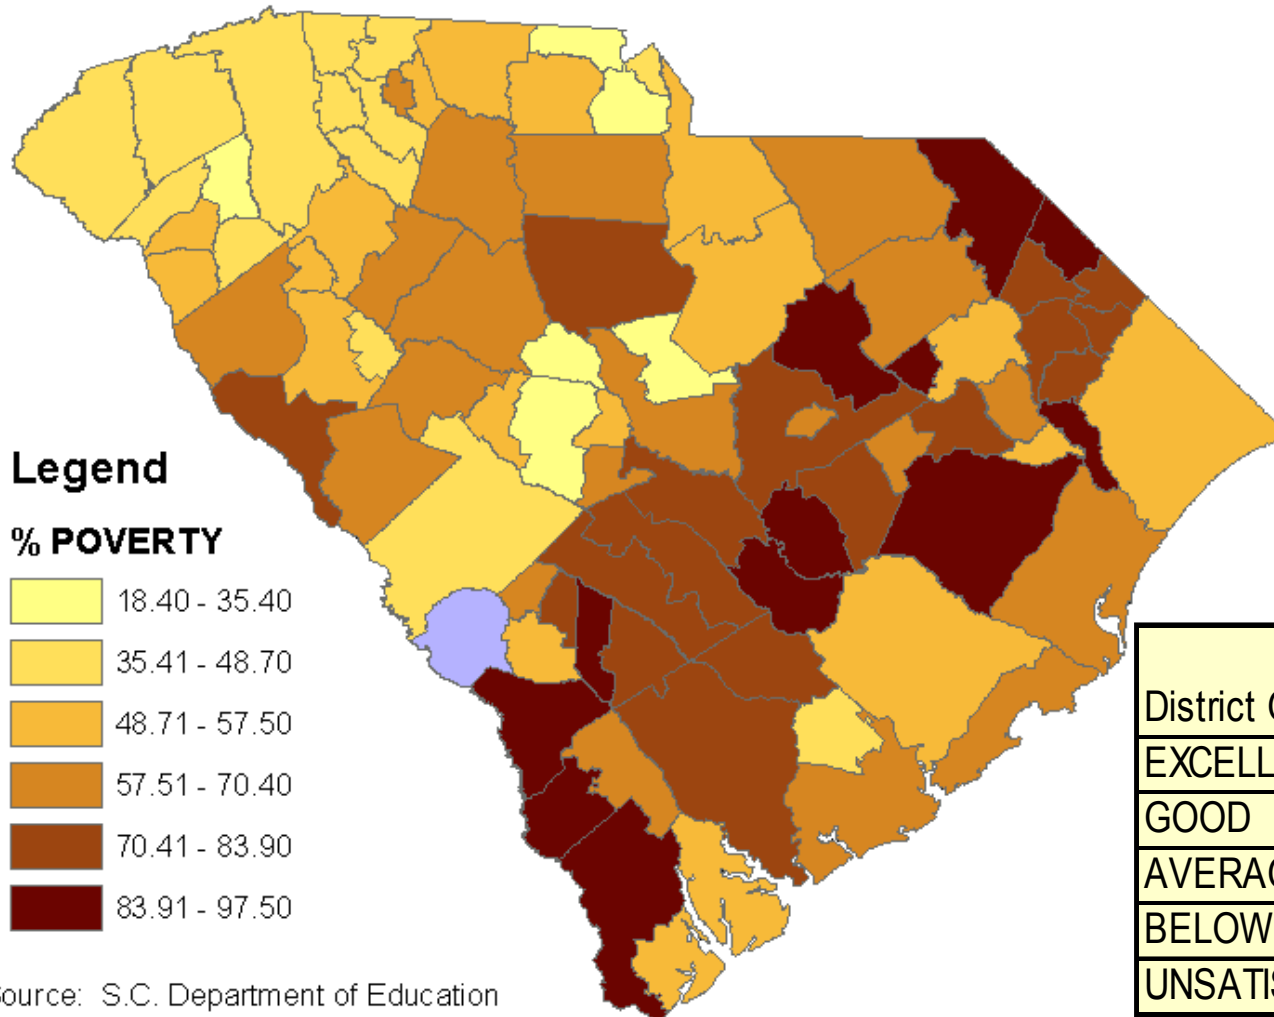 Legend
% POVERTY
18.40 - 35.40
35.41 - 48.70
48.71 - 57.50
57.51 - 70.40
70.41 - 83.90
83.91 - 97.50
Source: S.C. Department of Education
District
EXCELL
GOOD
AVERAG
BELOW
UNSATIS